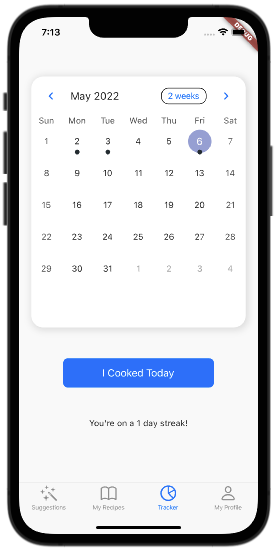 7:13
DEBUG
May 2022
2 weeks
Sun Mon Tue Wed Thu Fri Sat
1 2 3 4 5 6 7
8 9 10 11 12 13 14
15 16 17 18 19 20 21
22 23 24 25 26 27 28
29 30 31 1 2 3 4
I Cooked Today
You're on a 1 day streak!
Suggestions My Recipes Tracker My Profile